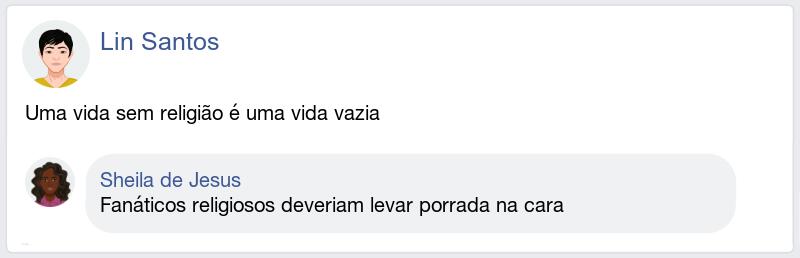 Lin Santos
Uma vida sem religião é uma vida vazia
Sheila de Jesus
Fanáticos religiosos deveriam levar porrada na cara